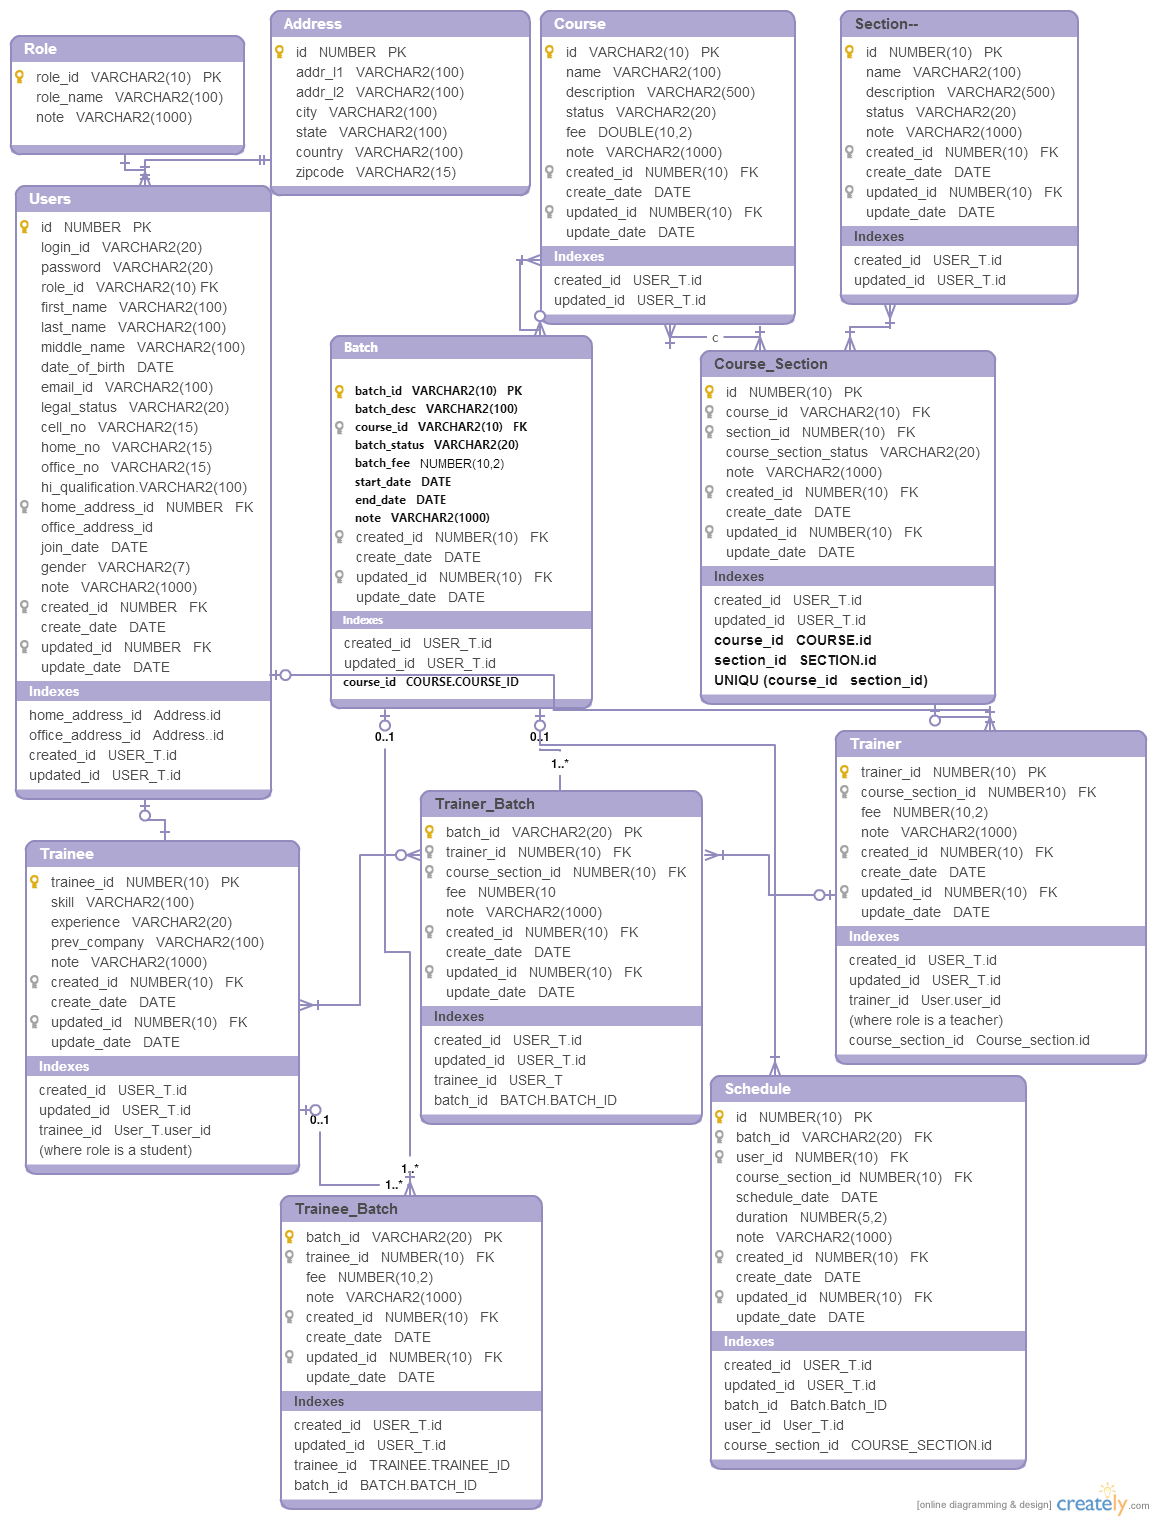 Role
role_id VARCHAR2(10) PK
role_name VARCHAR2(100)
note VARCHAR2(1000)
Address
id NUMBER PK
addr_l1 VARCHAR2(100)
addr_l2 VARCHAR2(100)
city VARCHAR2(100)
state VARCHAR2(100)
country VARCHAR2(100)
zipcode VARCHAR2(15)
Course
id VARCHAR2(10) PK
name VARCHAR2(100)
description VARCHAR2(500)
status VARCHAR2(20)
fee DOUBLE(10,2)
note VARCHAR2(1000)
created_id NUMBER(10) FK
create_date DATE
updated_id NUMBER(10) FK
update_date DATE
Indexes
created_id USER_T.id
updated_id USER_T.id
Section--
id NUMBER(10) PK
name VARCHAR2(100)
description VARCHAR2(500)
status VARCHAR2(20)
note VARCHAR2(1000)
created_id NUMBER(10) FK
create_date DATE
updated_id NUMBER(10) FK
update_date DATE
Indexes
created_id USER_T.id
updated_id USER_T.id
Users
id NUMBER PK
login_id VARCHAR2(20)
password VARCHAR2(20)
role_id VARCHAR2(10) FK
first_name VARCHAR2(100)
last_name VARCHAR2(100)
middle_name VARCHAR2(100)
date_of_birth DATE
email_id VARCHAR2(100)
legal_status VARCHAR2(20)
cell_no VARCHAR2(15)
home_no VARCHAR2(15)
office_no VARCHAR2(15)
hi_qualification.VARCHAR2(100)
home_address_id NUMBER FK
office_address_id
join_date DATE
gender VARCHAR2(7)
note VARCHAR2(1000)
created_id NUMBER FK
create_date DATE
updated_id NUMBER FK
update_date DATE
Indexes
home_address_id Address.id
office_address_id Address..id
created_id USER_T.id
updated_id USER_T.id
Batch
batch_id VARCHAR2(10) PK
batch_desc VARCHAR2(100)
course_id VARCHAR2(10) FK
batch_status VARCHAR2(20)
batch_fee NUMBER(10,2)
start_date DATE
end_date DATE
note VARCHAR2(1000)
created_id NUMBER(10) FK
create_date DATE
updated_id NUMBER(10) FK
update_date DATE
Indexes
created_id USER_T.id
updated_id USER_T.id
course_id COURSE.COURSE_ID
c
Course_Section
id NUMBER(10) PK
course_id VARCHAR2(10) FK
section_id NUMBER(10) FK
course_section_status VARCHAR2(20)
note VARCHAR2(1000)
created_id NUMBER(10) FK
create_date DATE
updated_id NUMBER(10) FK
update_date DATE
Indexes
created_id USER_T.id
updated_id USER_T.id
course_id COURSE.id
section_id SECTION.id
UNIQU (course_id section_id)
0..1
0..1
1..*
Trainer
trainer_id NUMBER(10) PK
course_section_id NUMBER10) FK
fee NUMBER(10,2)
note VARCHAR2(1000)
created_id NUMBER(10) FK
create_date DATE
updated_id NUMBER(10) FK
update_date DATE
Indexes
created_id USER_T.id
updated_id USER_T.id
trainer_id User.user_id
(where role is a teacher)
course_section_id Course_section.id
Trainer_Batch
batch_id VARCHAR2(20) PK
trainer_id NUMBER(10) FK
course_section_id NUMBER(10) FK
fee NUMBER(10
note VARCHAR2(1000)
created_id NUMBER(10) FK
create_date DATE
updated_id NUMBER(10) FK
update_date DATE
Indexes
created_id USER_T.id
updated_id USER_T.id
trainee_id USER_T
batch_id BATCH.BATCH_ID
Trainee
trainee_id NUMBER(10) PK
skill VARCHAR2(100)
experience VARCHAR2(20)
prev_company VARCHAR2(100)
note VARCHAR2(1000)
created_id NUMBER(10) FK
create_date DATE
updated_id NUMBER(10) FK
update_date DATE
Indexes
created_id USER_T.id
updated_id USER_T.id
trainee_id User_T.user_id
(where role is a student)
0..1
1..*
1..*
Trainee_Batch
batch_id VARCHAR2(20) PK
trainee_id NUMBER(10) FK
fee NUMBER(10,2)
note VARCHAR2(1000)
created_id NUMBER(10) FK
create_date DATE
updated_id NUMBER(10) FK
update_date DATE
Indexes
created_id USER_T.id
updated_id USER_T.id
trainee_id TRAINEE.TRAINEE_ID
batch_id BATCH.BATCH_ID
Schedule
id NUMBER(10) PK
batch_id VARCHAR2(20) FK
user_id NUMBER(10) FK
course_section_id NUMBER(10) FK
schedule_date DATE
duration NUMBER(5,2)
note VARCHAR2(1000)
created_id NUMBER(10) FK
create_date DATE
updated_id NUMBER(10) FK
update_date DATE
Indexes
created_id USER_T.id
updated_id USER_T.id
batch_id Batch.Batch_ID
user_id User_T.id
course_section_id COURSE_SECTION.id
[online diagramming & design] creately.com